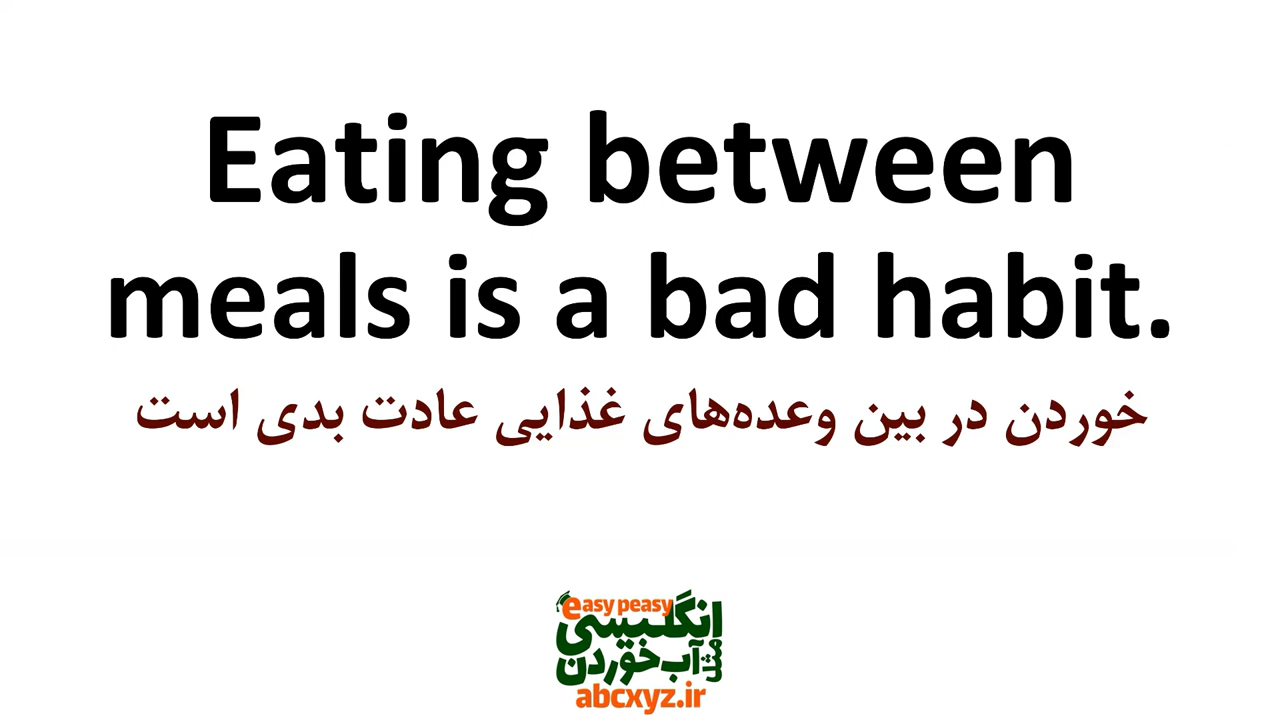 Eating between
meals is a bad habit.
خوردن در بین وعده‌های غذایی عادت بدی است
easy peasy
انگلیسی
مثل آب خوردن
abcxyz.ir